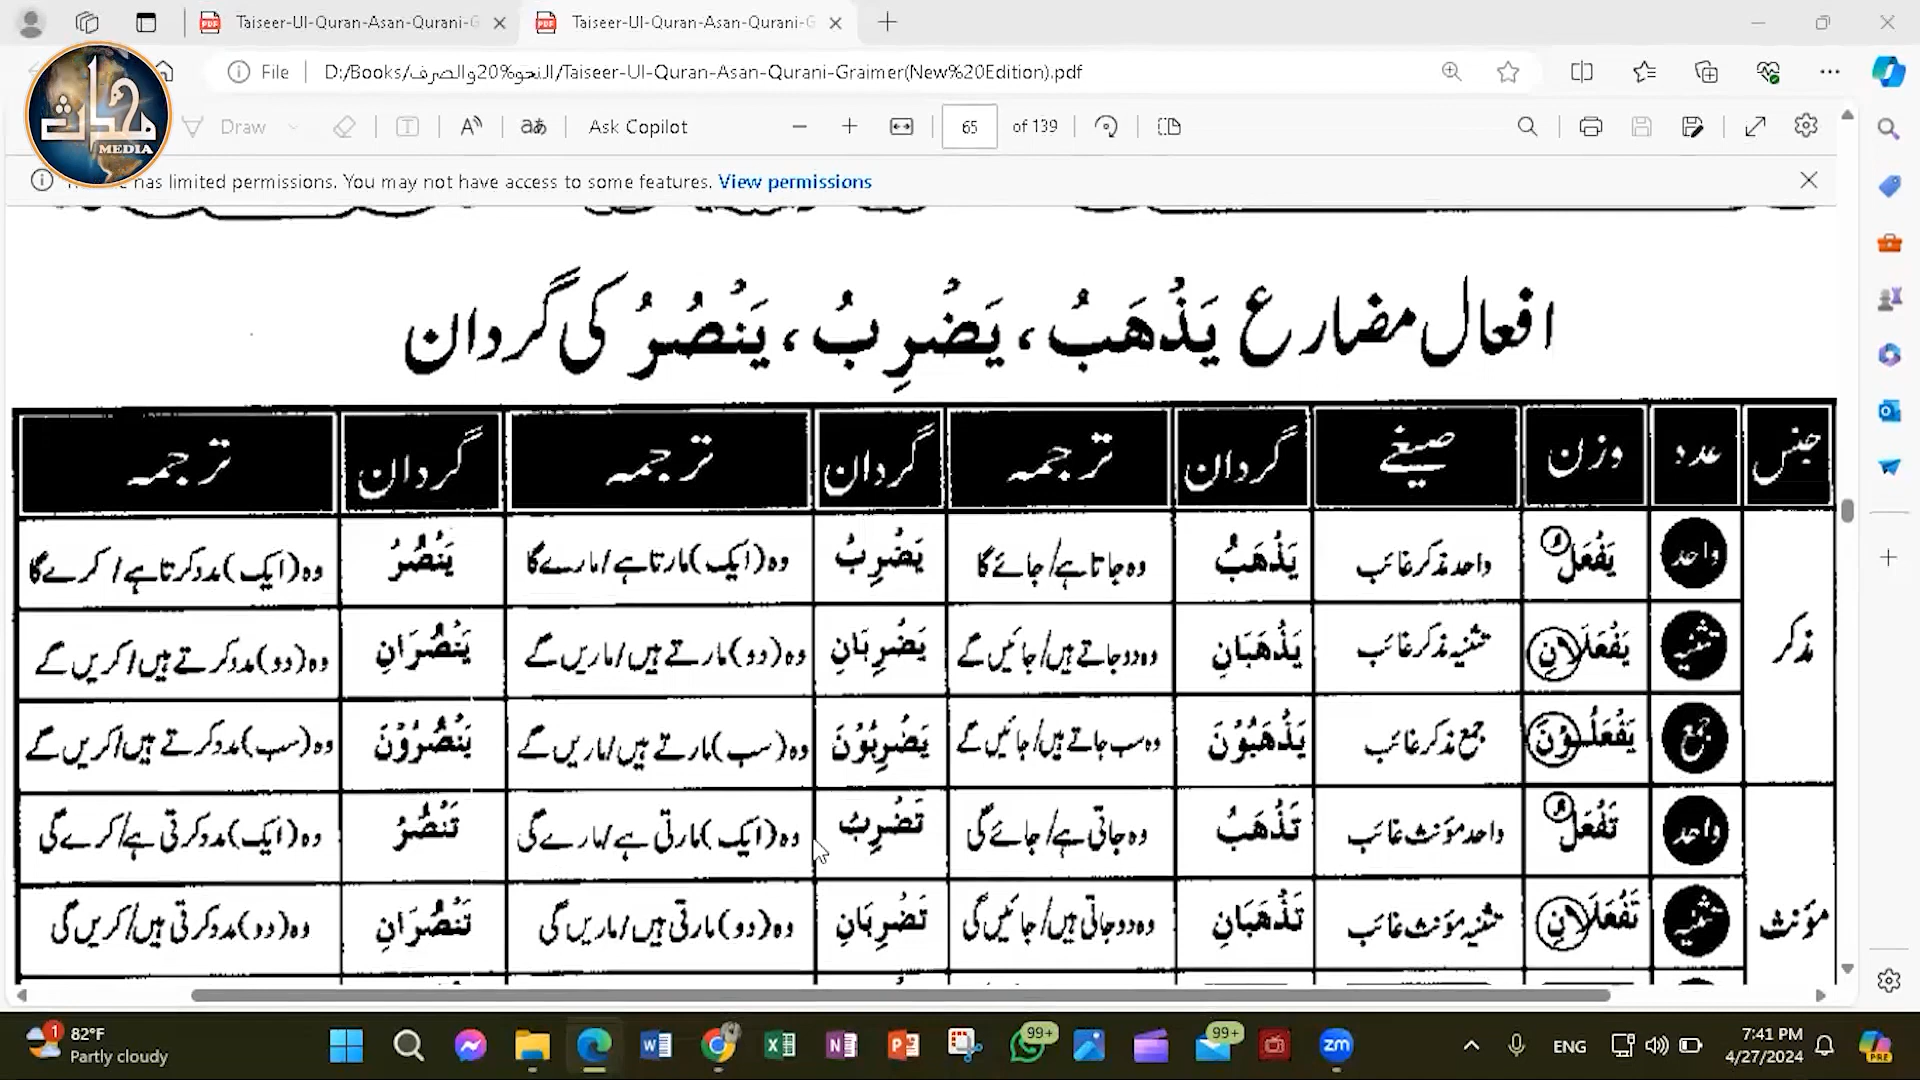 Taiseer-Ul-Quran-Asan-Qurani-G
Taiseer-Ul-Quran-Asan-Qurani-G
File
D:/Books/النحو%20والصرف/Taiseer-Ul-Quran-Asan-Qurani-Graimer(New%20Edition).pdf
محدث
MEDIA
Draw
Ask Copilot
65 of 139
has limited permissions. You may not have access to some features. View permissions
افعال مضارع يَذْهَبُ، يَضْرِبُ، يَنْصُرُ کی گردان
جنس عدد وزن صیغے گردان ترجمہ گردان ترجمہ گردان ترجمہ
مذکر واحد يَفْعَلُ واحد مذکر غائب يَذْهَبُ وہ جاتا ہے/جائے گا يَضْرِبُ وہ (ایک) مارتا ہے/مارے گا يَنْصُرُ وہ (ایک) مدد کرتا ہے/کرے گا
تثنیہ يَفْعَلَانِ تثنیہ مذکر غائب يَذْهَبَانِ وہ دو جاتے ہیں/جائیں گے يَضْرِبَانِ وہ (دو) مارتے ہیں/ماریں گے يَنْصُرَانِ وہ (دو) مدد کرتے ہیں/کریں گے
جمع يَفْعَلُوْنَ جمع مذکر غائب يَذْهَبُوْنَ وہ سب جاتے ہیں/جائیں گے يَضْرِبُوْنَ وہ (سب) مارتے ہیں/ماریں گے يَنْصُرُوْنَ وہ (سب) مدد کرتے ہیں/کریں گے
مؤنث واحد تَفْعَلُ واحد مؤنث غائب تَذْهَبُ وہ جاتی ہے/جائے گی تَضْرِبُ وہ (ایک) مارتی ہے/مارے گی تَنْصُرُ وہ (ایک) مدد کرتی ہے/کرے گی
تثنیہ تَفْعَلَانِ تثنیہ مؤنث غائب تَذْهَبَانِ وہ دو جاتی ہیں/جائیں گی تَضْرِبَانِ وہ (دو) مارتی ہیں/ماریں گی تَنْصُرَانِ وہ (دو) مدد کرتی ہیں/کریں گی
1
82°F
Partly cloudy
99+
99+
zm
ENG
7:41 PM
4/27/2024
PRE